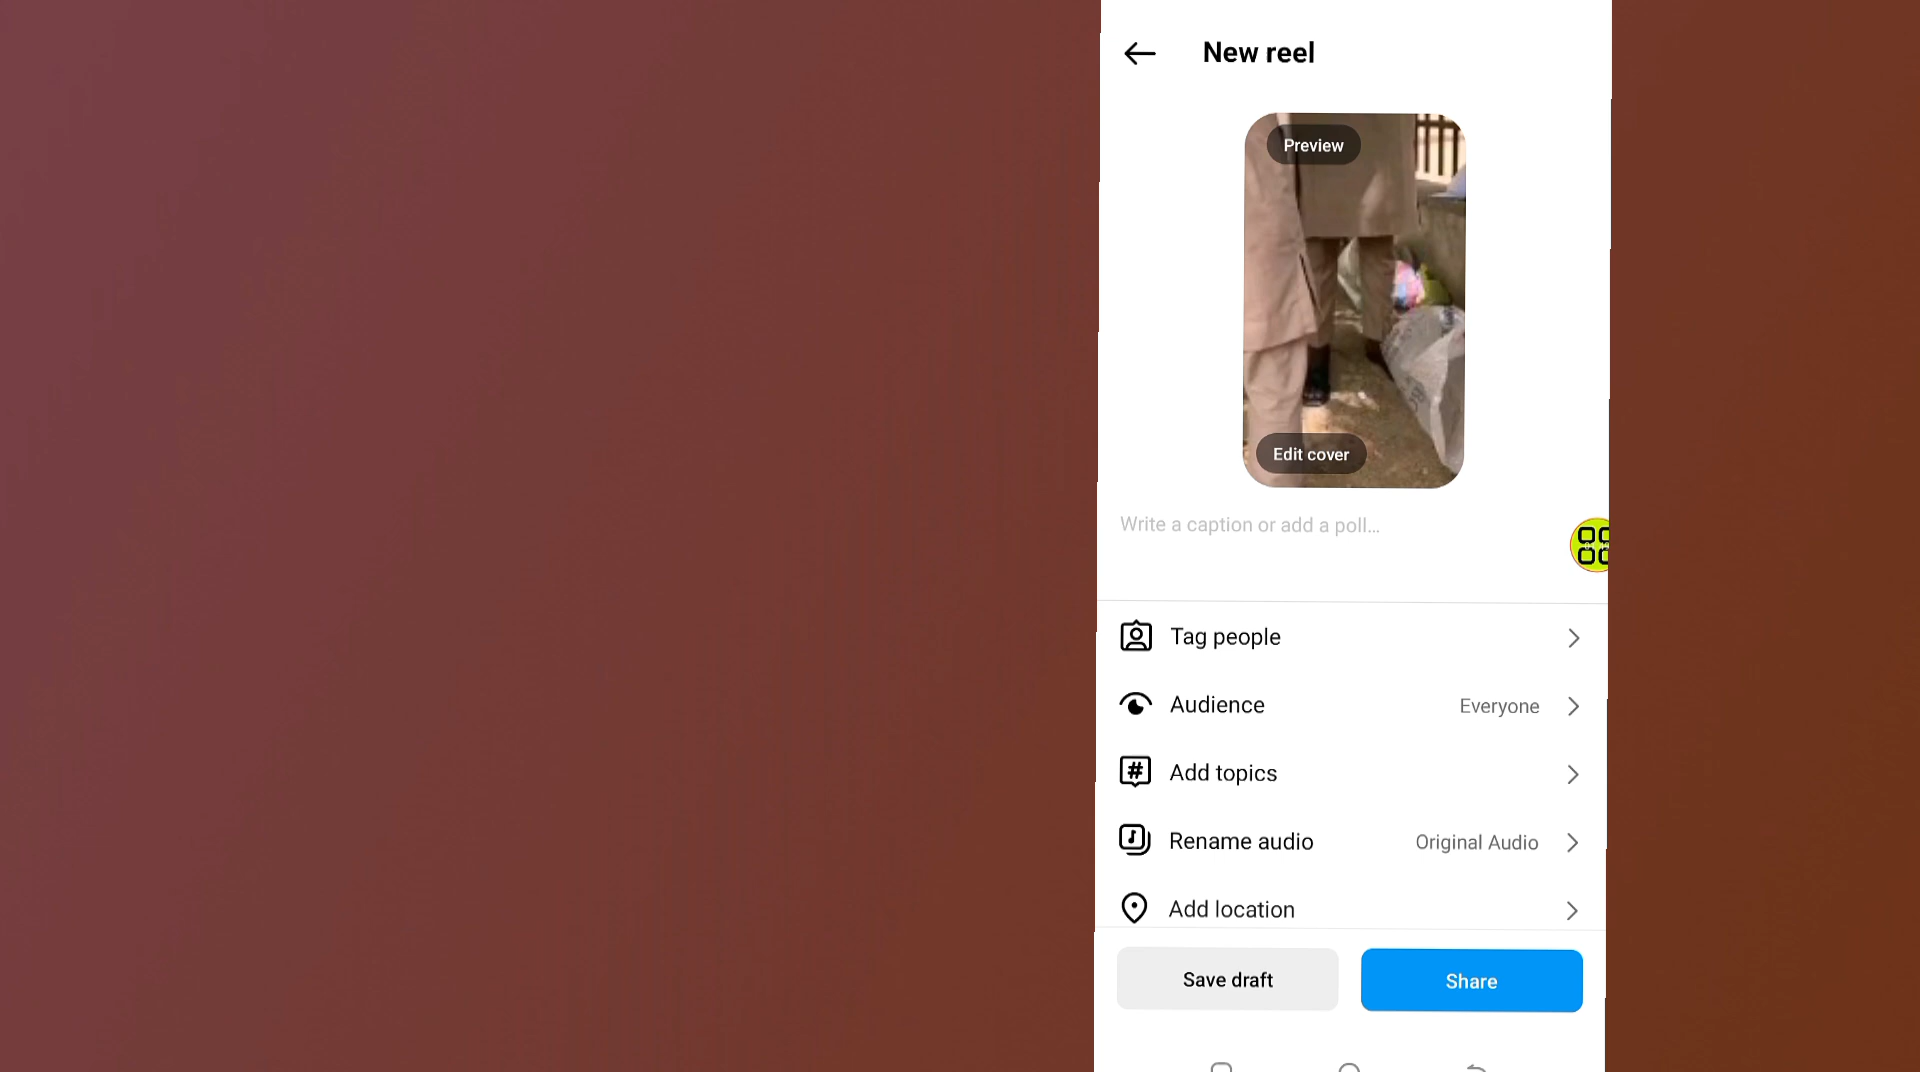 New reel
Preview
Edit cover
Write a caption or add a poll...
Tag people
Audience Everyone
Add topics
Rename audio Original Audio
Add location
Save draft Share